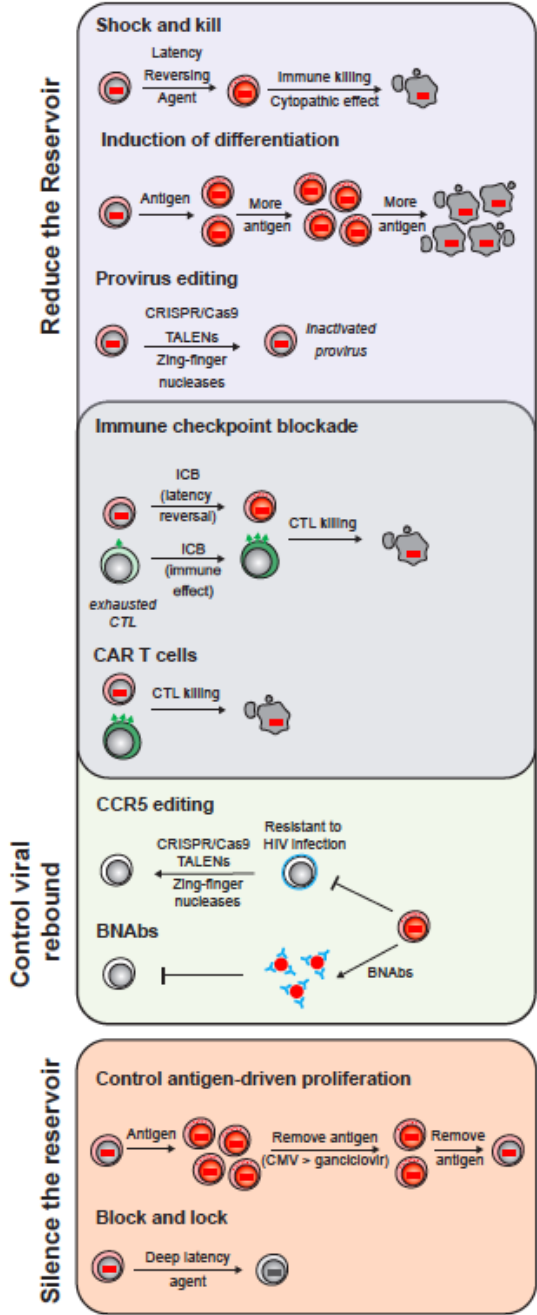 Reduce the Reservoir
Shock and kill
Latency
Reversing
Agent
Immune killing
Cytopathic effect
Induction of differentiation
Antigen
More
antigen
More
antigen
Provirus editing
CRISPR/Cas9
TALENs
Zing-finger
nucleases
Inactivated
provirus
Immune checkpoint blockade
ICB
(latency
reversal)
ICB
(immune
effect)
CTL killing
exhausted
CTL
CAR T cells
CTL killing
Control viral
rebound
CCR5 editing
CRISPR/Cas9
TALENs
Zing-finger
nucleases
Resistant to
HIV infection
BNAbs
BNAbs
Silence the reservoir
Control antigen-driven proliferation
Antigen
Remove antigen
(CMV > ganciclovir)
Remove
antigen
Block and lock
Deep latency
agent